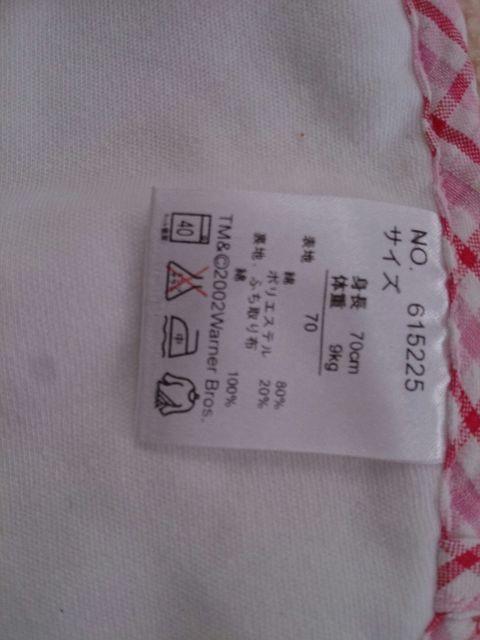 NO. 615225
サイズ
身長 70cm
体重 9kg
70
表地
綿 80%
ポリエステル 20%
裏地・ふち取り布
綿 100%
TM&©2002Warner Bros.
40